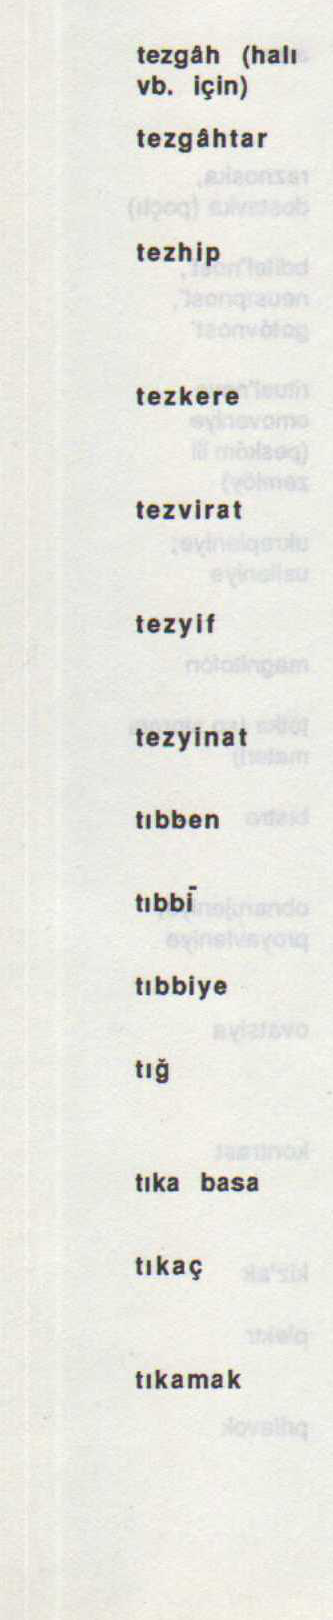 tezgâh (halı
vb. için)
tezgâhtar
tezhip
tezkere
tezvirat
tezyif
tezyinat
tıbben
tıbbī
tıbbiye
tığ
tıka basa
tıkaç
tıkamak